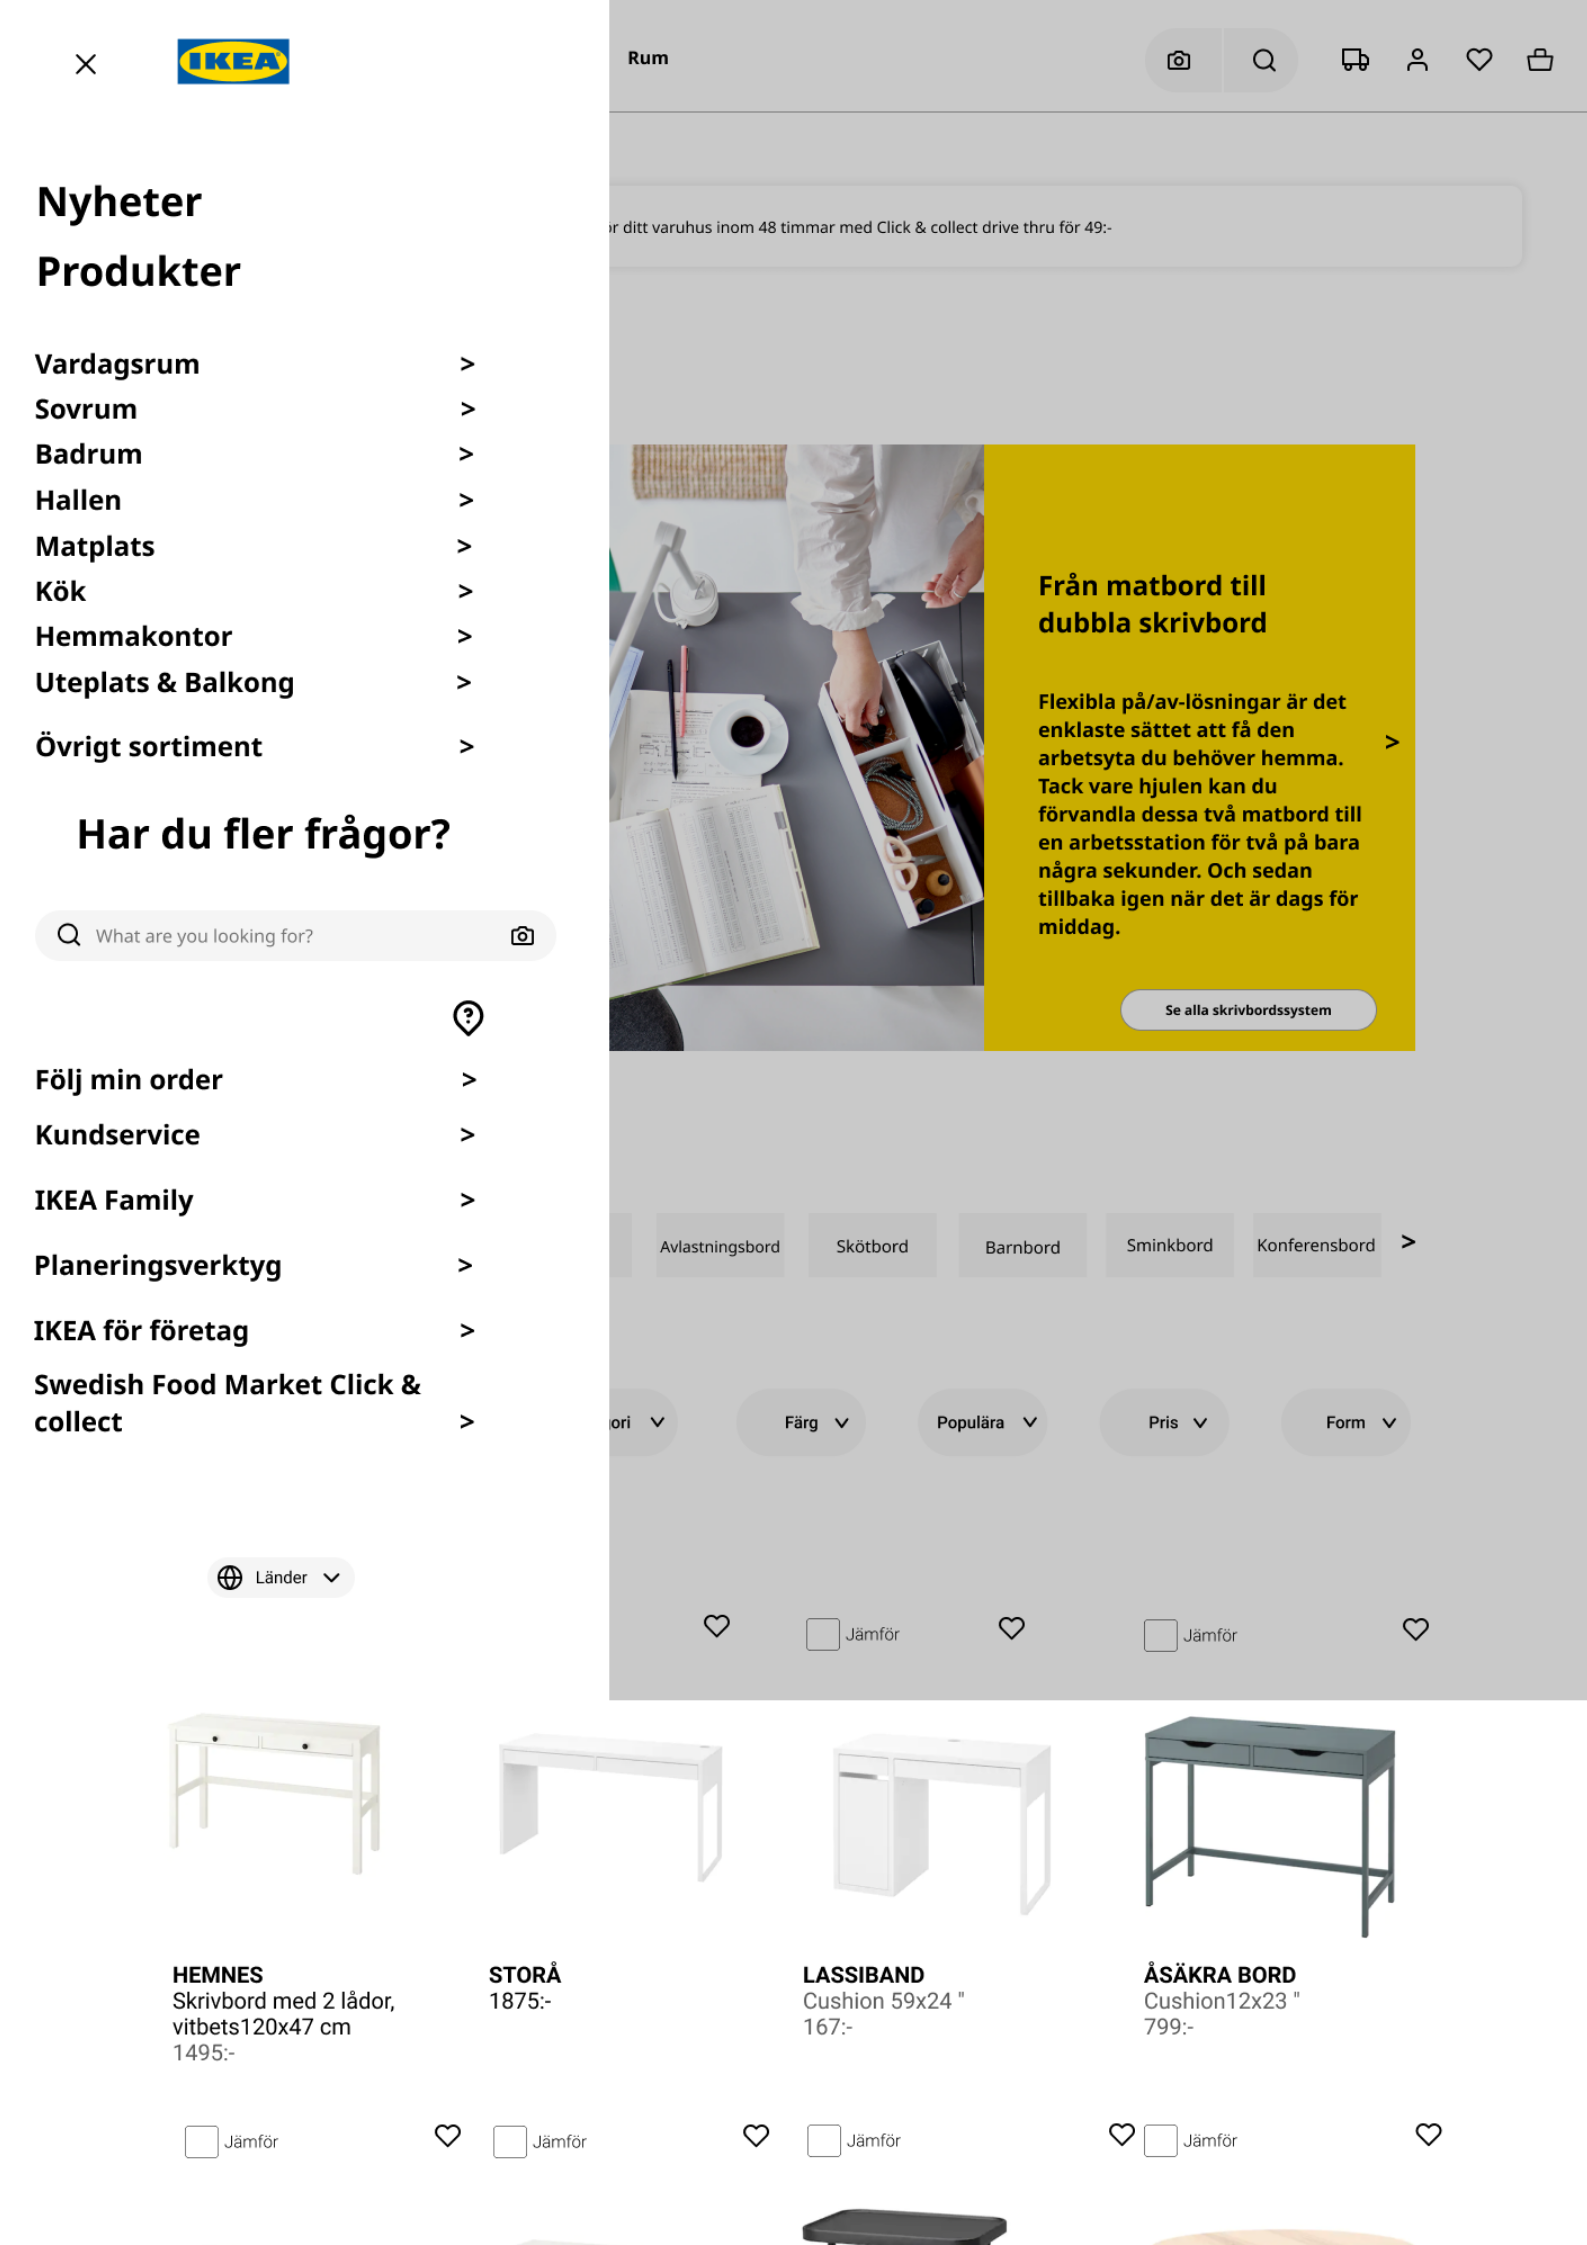 IKEA
Rum
Nyheter
Produkter
ör ditt varuhus inom 48 timmar med Click & collect drive thru för 49:-
Vardagsrum >
Sovrum >
Badrum >
Hallen >
Matplats >
Kök >
Hemmakontor >
Uteplats & Balkong >
Övrigt sortiment >
Har du fler frågor?
What are you looking for?
?
Följ min order >
Kundservice >
IKEA Family >
Planeringsverktyg >
IKEA för företag >
Swedish Food Market Click &
collect >
Länder
Från matbord till
dubbla skrivbord
Flexibla på/av-lösningar är det
enklaste sättet att få den
arbetsyta du behöver hemma.
Tack vare hjulen kan du
förvandla dessa två matbord till
en arbetsstation för två på bara
några sekunder. Och sedan
tillbaka igen när det är dags för
middag.
>
Se alla skrivbordssystem
Avlastningsbord Skötbord Barnbord Sminkbord Konferensbord >
ori Färg Populära Pris Form
Jämför Jämför
HEMNES
Skrivbord med 2 lådor,
vitbets120x47 cm
1495:-
STORÅ
1875:-
LASSIBAND
Cushion 59x24 "
167:-
ÅSÄKRA BORD
Cushion12x23 "
799:-
Jämför Jämför Jämför Jämför